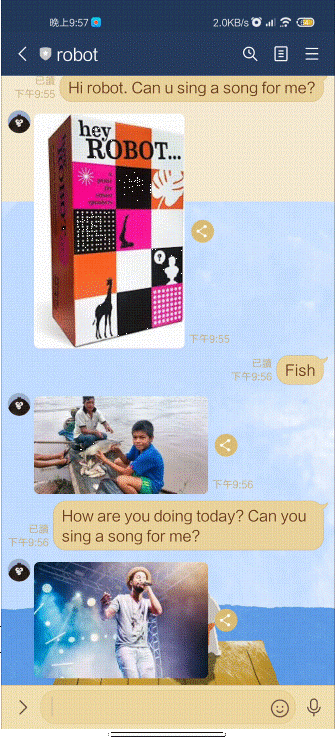 晚上9:57
2.0KB/s
robot
已讀
下午9:55
Hi robot. Can u sing a song for me?
hey
ROBOT...
下午9:55
已讀
下午9:56
Fish
下午9:56
已讀
下午9:56
How are you doing today? Can you
sing a song for me?